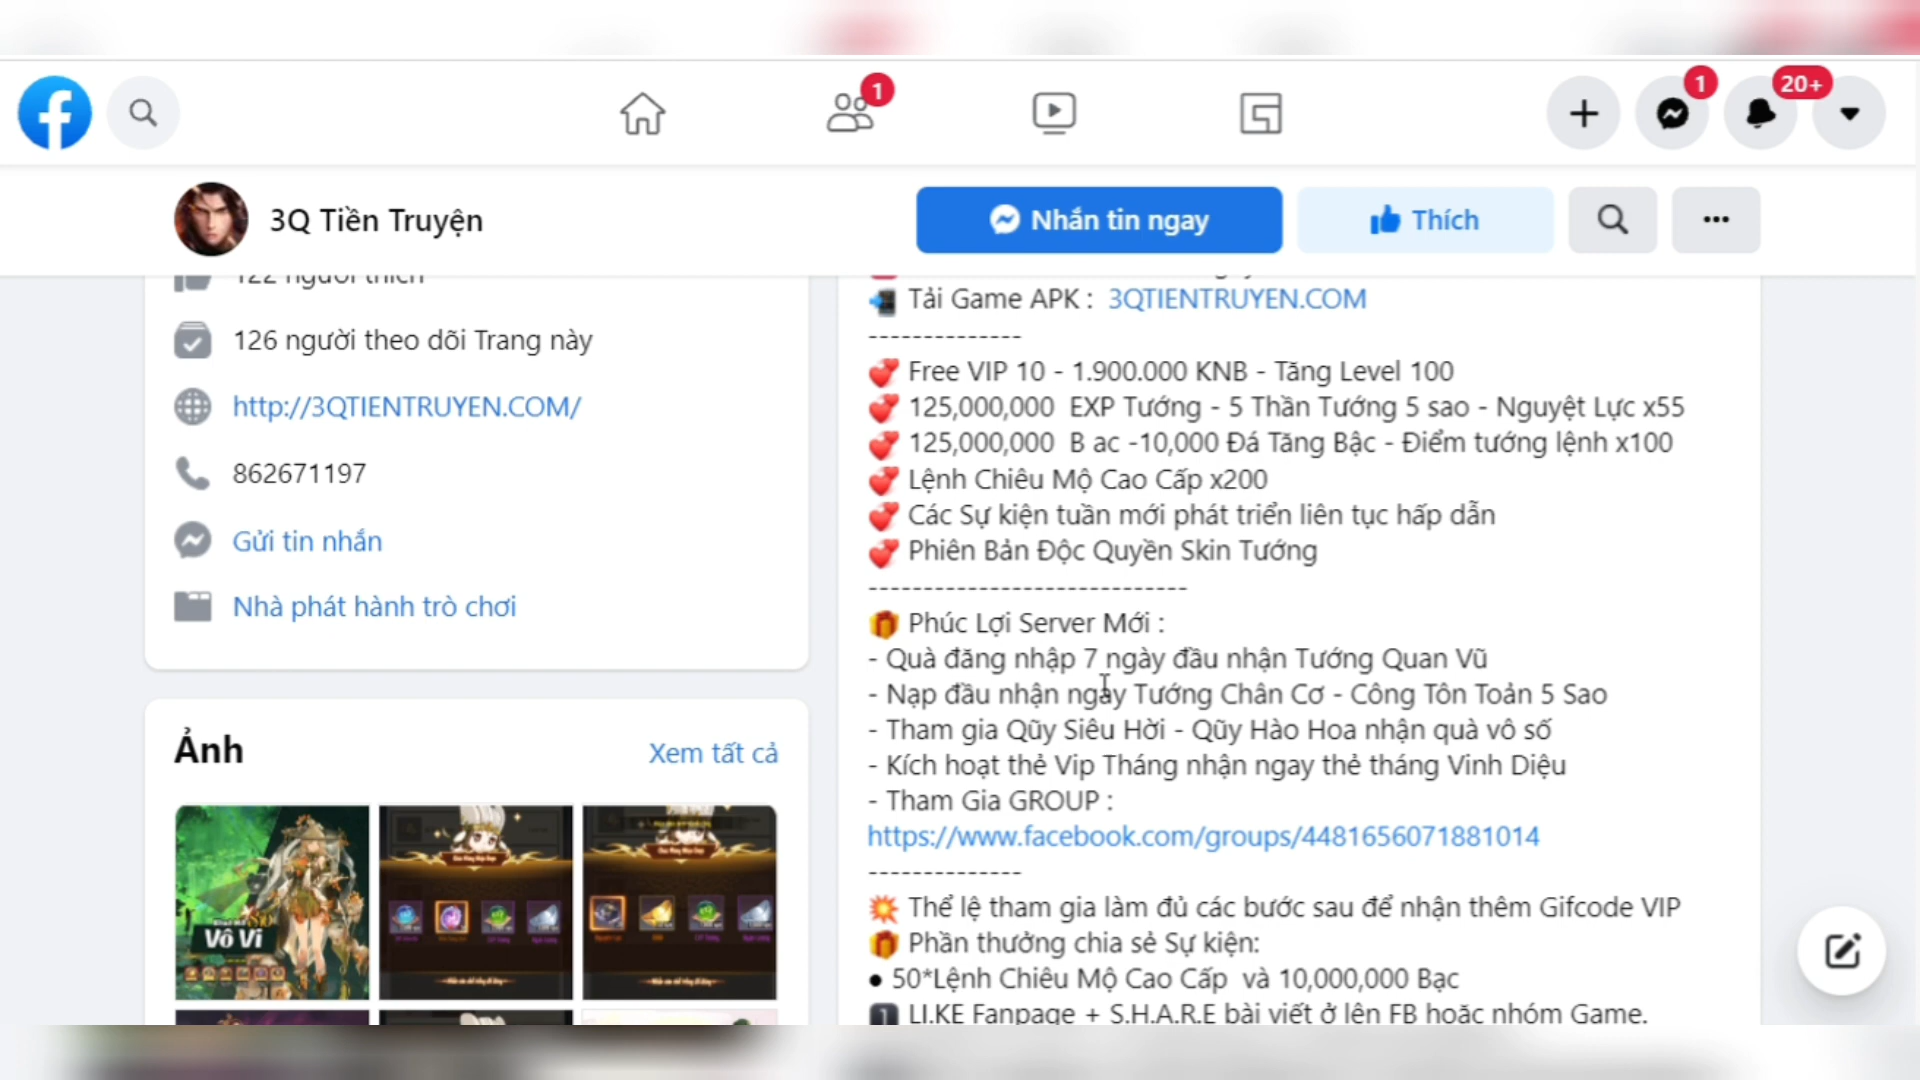 1
1
20+
3Q Tiền Truyện
Nhắn tin ngay
Thích
122 người thích
126 người theo dõi Trang này
http://3QTIENTRUYEN.COM/
862671197
Gửi tin nhắn
Nhà phát hành trò chơi
Ảnh
Xem tất cả
Vô Vi
Tải Game APK : 3QTIENTRUYEN.COM
--------------
Free VIP 10 - 1.900.000 KNB - Tăng Level 100
125,000,000 EXP Tướng - 5 Thần Tướng 5 sao - Nguyệt Lực x55
125,000,000 B ac -10,000 Đá Tăng Bậc - Điểm tướng lệnh x100
Lệnh Chiêu Mộ Cao Cấp x200
Các Sự kiện tuần mới phát triển liên tục hấp dẫn
Phiên Bản Độc Quyền Skin Tướng
-----------------------------
Phúc Lợi Server Mới :
- Quà đăng nhập 7 ngày đầu nhận Tướng Quan Vũ
- Nạp đầu nhận ngay Tướng Chân Cơ - Công Tôn Toản 5 Sao
- Tham gia Qũy Siêu Hời - Qũy Hào Hoa nhận quà vô số
- Kích hoạt thẻ Vip Tháng nhận ngay thẻ tháng Vinh Diệu
- Tham Gia GROUP :
https://www.facebook.com/groups/4481656071881014
--------------
Thể lệ tham gia làm đủ các bước sau để nhận thêm Gifcode VIP
Phần thưởng chia sẻ Sự kiện:
● 50*Lệnh Chiêu Mộ Cao Cấp và 10,000,000 Bạc
1 LI.KE Fanpage + S.H.A.R.E bài viết ở lên FB hoặc nhóm Game.